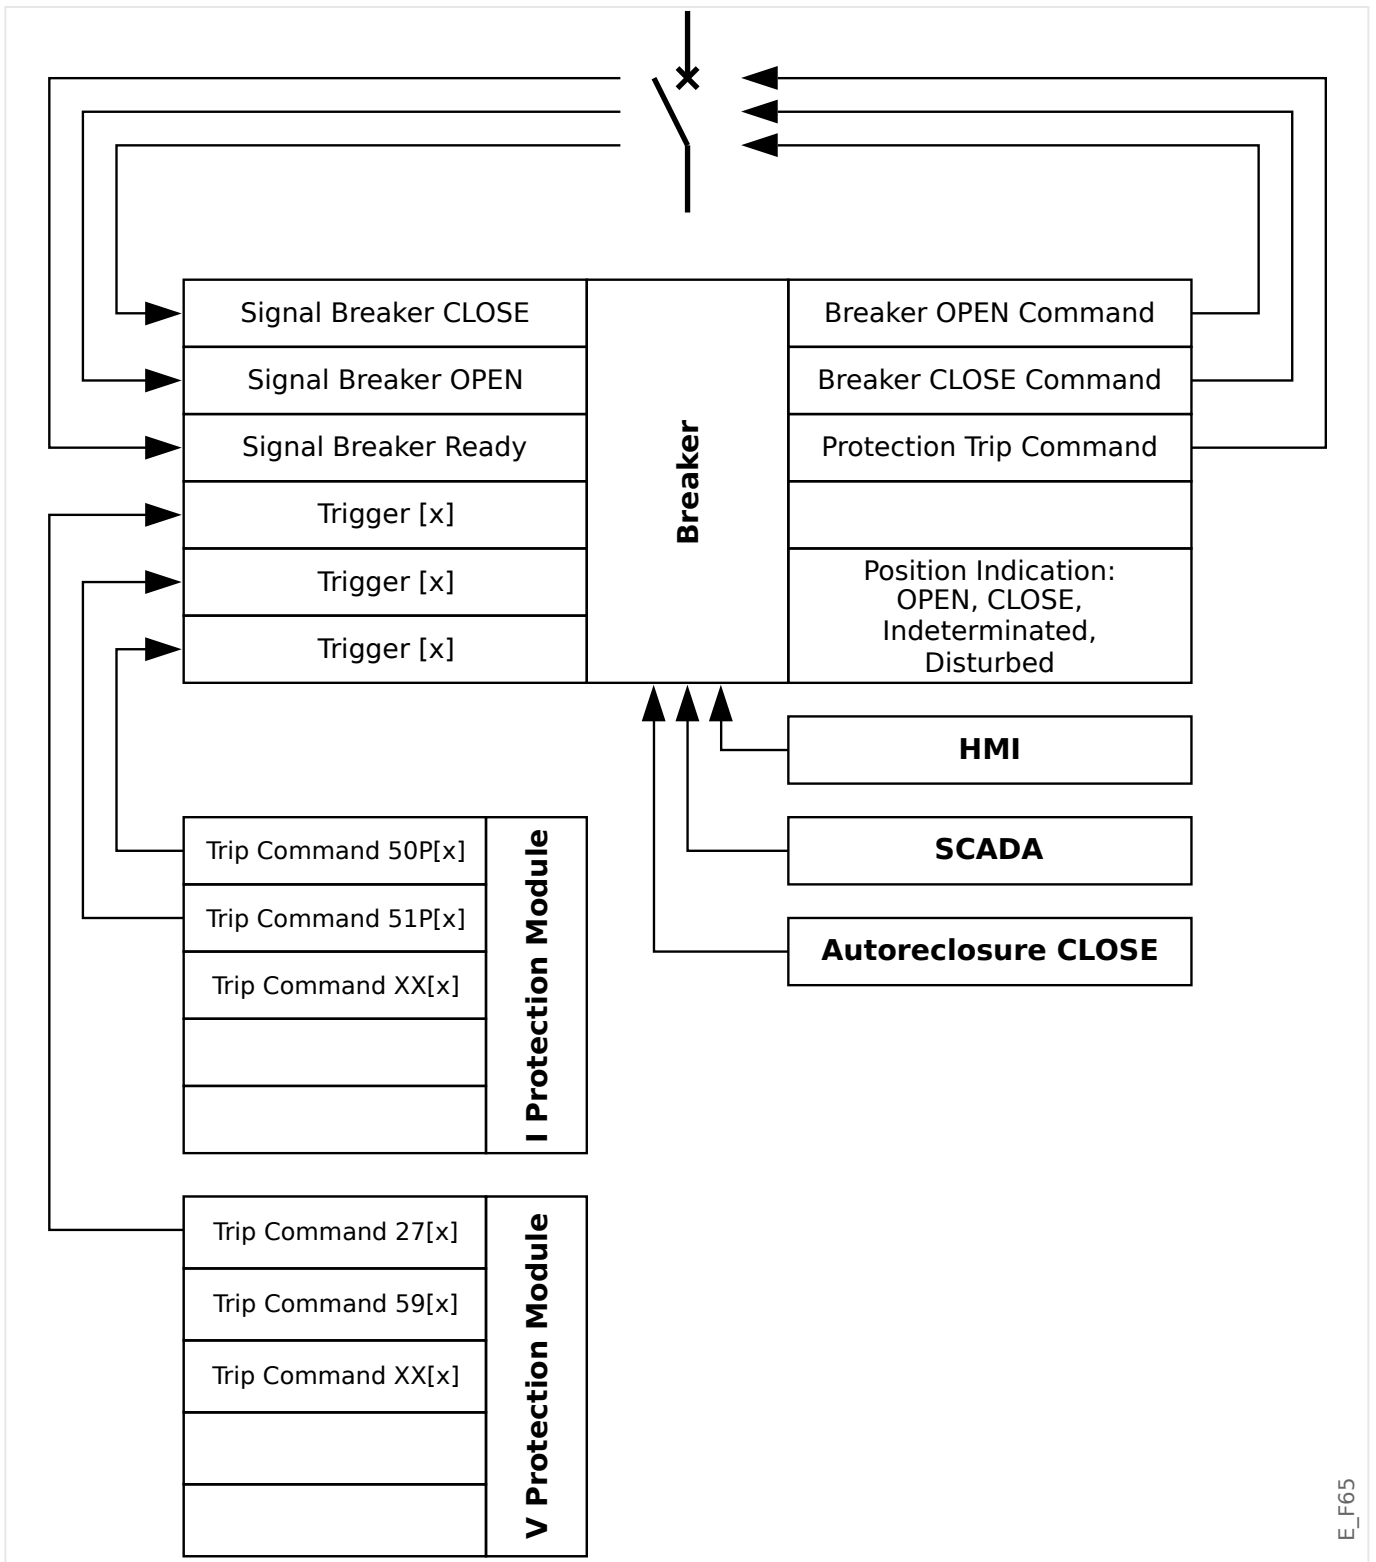 Signal Breaker CLOSE
Signal Breaker OPEN
Signal Breaker Ready
Trigger [x]
Trigger [x]
Trigger [x]
Breaker
Breaker OPEN Command
Breaker CLOSE Command
Protection Trip Command
Position Indication:
OPEN, CLOSE,
Indeterminated,
Disturbed
HMI
SCADA
Autoreclosure CLOSE
Trip Command 50P[x]
Trip Command 51P[x]
Trip Command XX[x]
I Protection Module
Trip Command 27[x]
Trip Command 59[x]
Trip Command XX[x]
V Protection Module
E_F65